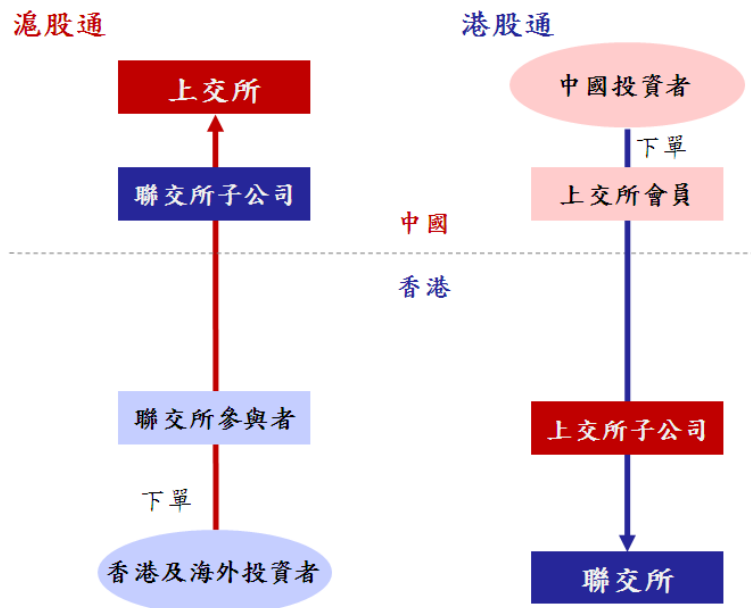 滬股通
上交所
聯交所子公司
聯交所參與者
下單
香港及海外投資者
中國
香港
港股通
中國投資者
下單
上交所會員
上交所子公司
聯交所